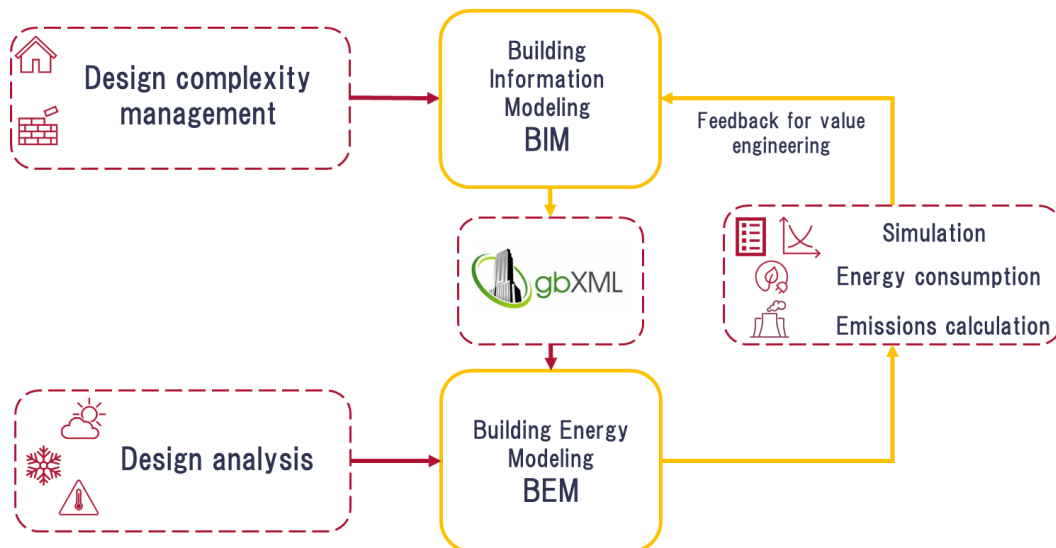 Design complexity
management
Building
Information
Modeling
BIM
Feedback for value
engineering
gbXML
Simulation
Energy consumption
Emissions calculation
Design analysis
Building Energy
Modeling
BEM